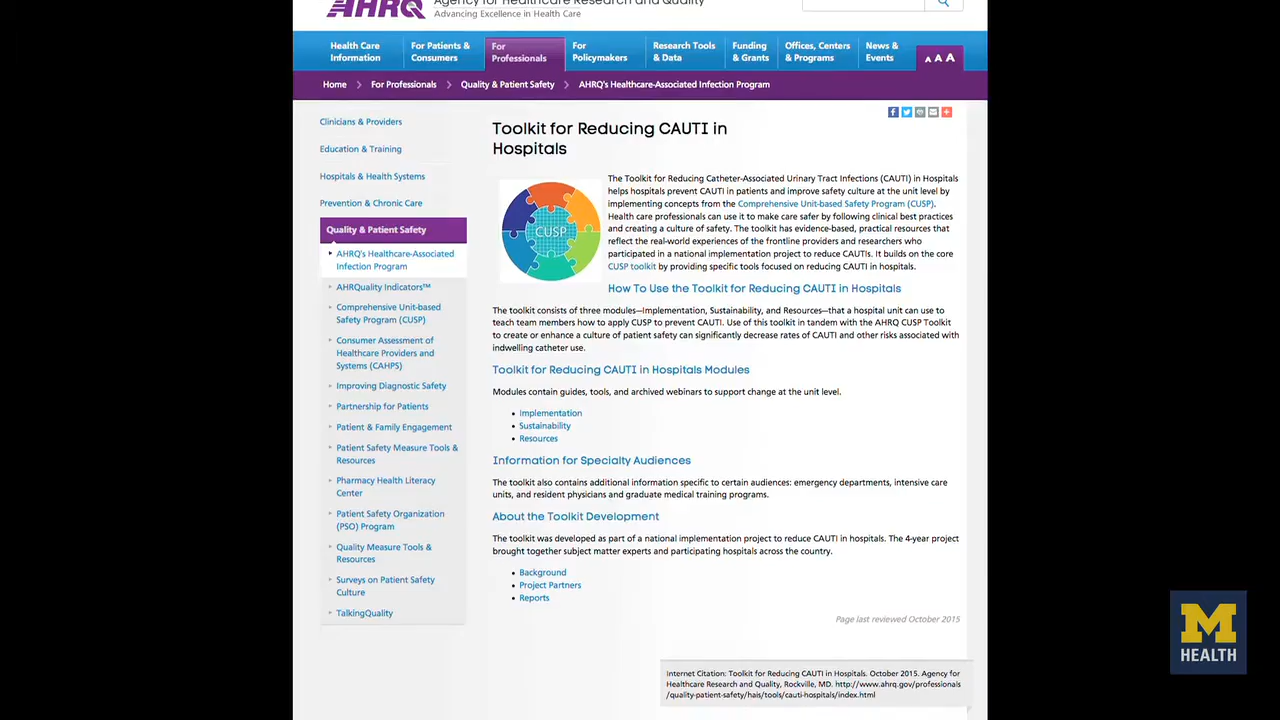 AHRQ
Agency for Healthcare Research and Quality
Advancing Excellence in Health Care
Health Care
Information
For Patients &
Consumers
For
Professionals
For
Policymakers
Research Tools
& Data
Funding
& Grants
Offices, Centers
& Programs
News &
Events
A A A
Home > For Professionals > Quality & Patient Safety > AHRQ's Healthcare-Associated Infection Program
Clinicians & Providers
Education & Training
Hospitals & Health Systems
Prevention & Chronic Care
Quality & Patient Safety
AHRQ's Healthcare-Associated
Infection Program
AHRQuality Indicators™
Comprehensive Unit-based
Safety Program (CUSP)
Consumer Assessment of
Healthcare Providers and
Systems (CAHPS)
Improving Diagnostic Safety
Partnership for Patients
Patient & Family Engagement
Patient Safety Measure Tools &
Resources
Pharmacy Health Literacy
Center
Patient Safety Organization
(PSO) Program
Quality Measure Tools &
Resources
Surveys on Patient Safety
Culture
TalkingQuality
Toolkit for Reducing CAUTI in
Hospitals
CUSP
The Toolkit for Reducing Catheter-Associated Urinary Tract Infections (CAUTI) in Hospitals
helps hospitals prevent CAUTI in patients and improve safety culture at the unit level by
implementing concepts from the Comprehensive Unit-based Safety Program (CUSP).
Health care professionals can use it to make care safer by following clinical best practices
and creating a culture of safety. The toolkit has evidence-based, practical resources that
reflect the real-world experiences of the frontline providers and researchers who
participated in a national implementation project to reduce CAUTIs. It builds on the core
CUSP toolkit by providing specific tools focused on reducing CAUTI in hospitals.
How To Use the Toolkit for Reducing CAUTI in Hospitals
The toolkit consists of three modules—Implementation, Sustainability, and Resources—that a hospital unit can use to
teach team members how to apply CUSP to prevent CAUTI. Use of this toolkit in tandem with the AHRQ CUSP Toolkit
to create or enhance a culture of patient safety can significantly decrease rates of CAUTI and other risks associated with
indwelling catheter use.
Toolkit for Reducing CAUTI in Hospitals Modules
Modules contain guides, tools, and archived webinars to support change at the unit level.
• Implementation
• Sustainability
• Resources
Information for Specialty Audiences
The toolkit also contains additional information specific to certain audiences: emergency departments, intensive care
units, and resident physicians and graduate medical training programs.
About the Toolkit Development
The toolkit was developed as part of a national implementation project to reduce CAUTI in hospitals. The 4-year project
brought together subject matter experts and participating hospitals across the country.
• Background
• Project Partners
• Reports
Page last reviewed October 2015
Internet Citation: Toolkit for Reducing CAUTI in Hospitals. October 2015. Agency for
Healthcare Research and Quality, Rockville, MD. http://www.ahrq.gov/professionals
/quality-patient-safety/hais/tools/cauti-hospitals/index.html
M
HEALTH